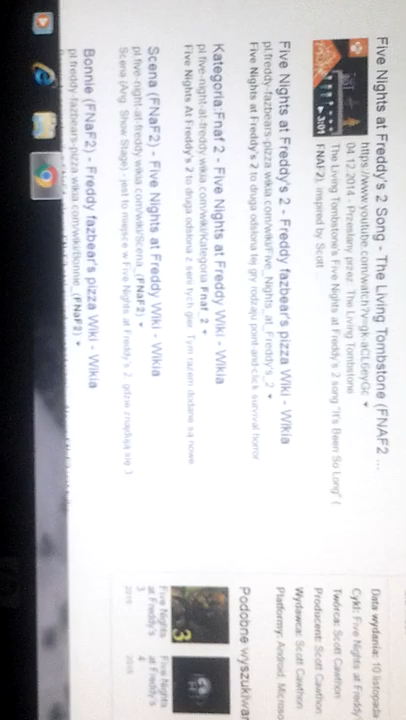 Five Nights at Freddy's 2 Song - The Living Tombstone (FNAF2 ...
https://www.youtube.com/watch?v=gk-aCL6eyGc
04.12.2014 - Przesłany przez: The Living Tombstone
The Living Tombstone's Five Nights at Freddy's 2 song "It's Been So Long" (
FNAF2), inspired by Scott
3:01
Five Nights at Freddy's 2 - Freddy fazbear's pizza Wiki - Wikia
pl.freddy-fazbears-pizza.wikia.com/wiki/Five_Nights_at_Freddy's_2
Five Nights at Freddy's 2 to druga odsłona tej gry rodzaju point-and-click survival horror
Kategoria:Fnaf 2 - Five Nights at Freddy Wiki - Wikia
pl.five-night-at-freddy.wikia.com/wiki/Kategoria:Fnaf_2
Five Nights At Freddy's 2 to druga odsłona z serii tych gier. Tym razem dodane są nowe
Scena (FNaF2) - Five Nights at Freddy Wiki - Wikia
pl.five-night-at-freddy.wikia.com/wiki/Scena_(FNaF2)
Scena (Ang. Show Stage) - jest to miejsce w Five Nights at Freddy's 2, gdzie znajdują się 3
Bonnie (FNaF2) - Freddy fazbear's pizza Wiki - Wikia
pl.freddy-fazbears-pizza.wikia.com/wiki/Bonnie_(FNaF2)
Data wydania: 10 listopada
Cykl: Five Nights at Freddy
Twórca: Scott Cawthon
Producent: Scott Cawthon
Wydawca: Scott Cawthon
Platformy: Android, Microso
Podobne wyszukiwan
3
Five Nights at Freddy's 3
2015
Five Nights at Freddy's 4
2015